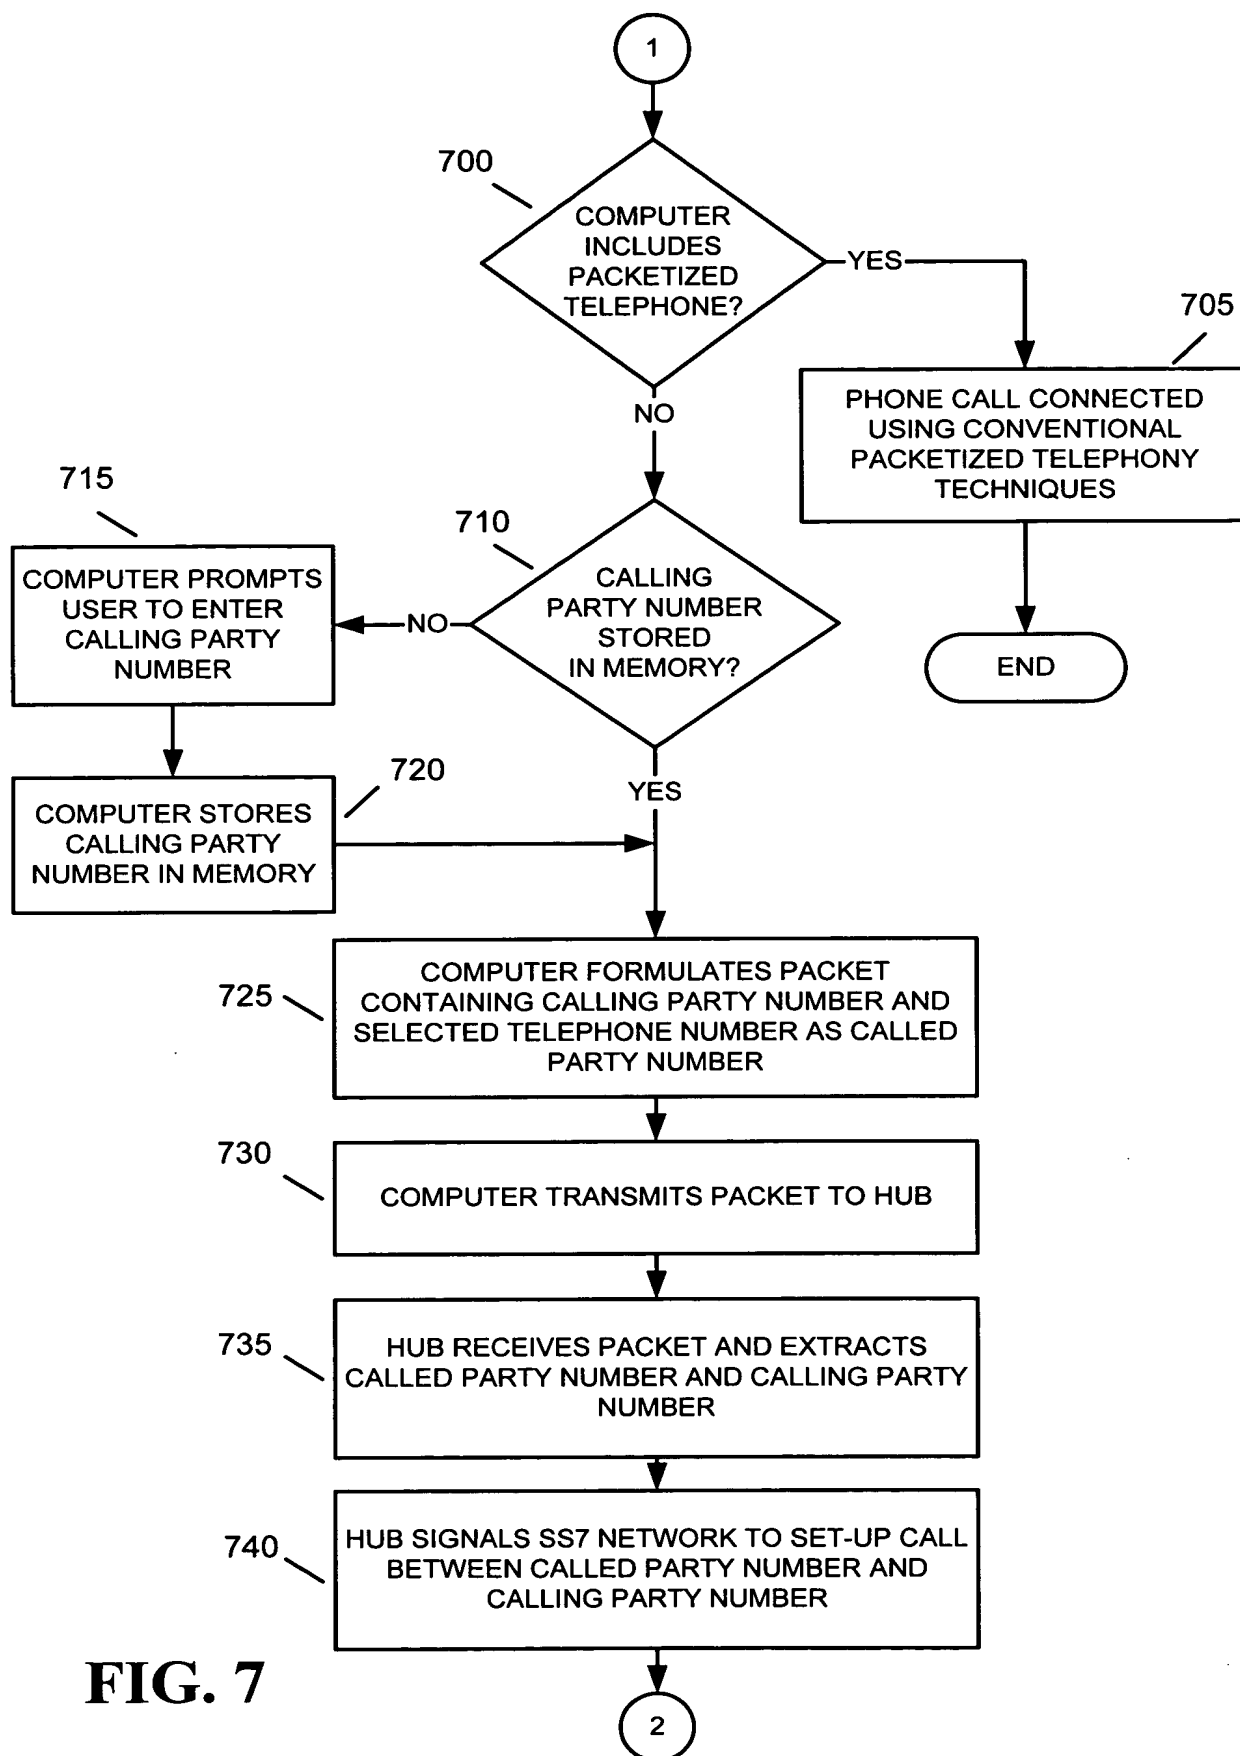 1
700
COMPUTER
INCLUDES
PACKETIZED
TELEPHONE?
YES
705
PHONE CALL CONNECTED
USING CONVENTIONAL
PACKETIZED TELEPHONY
TECHNIQUES
END
NO
710
CALLING
PARTY NUMBER
STORED
IN MEMORY?
NO
715
COMPUTER PROMPTS
USER TO ENTER
CALLING PARTY
NUMBER
720
COMPUTER STORES
CALLING PARTY
NUMBER IN MEMORY
YES
725
COMPUTER FORMULATES PACKET
CONTAINING CALLING PARTY NUMBER AND
SELECTED TELEPHONE NUMBER AS CALLED
PARTY NUMBER
730
COMPUTER TRANSMITS PACKET TO HUB
735
HUB RECEIVES PACKET AND EXTRACTS
CALLED PARTY NUMBER AND CALLING PARTY
NUMBER
740
HUB SIGNALS SS7 NETWORK TO SET-UP CALL
BETWEEN CALLED PARTY NUMBER AND
CALLING PARTY NUMBER
2
FIG. 7